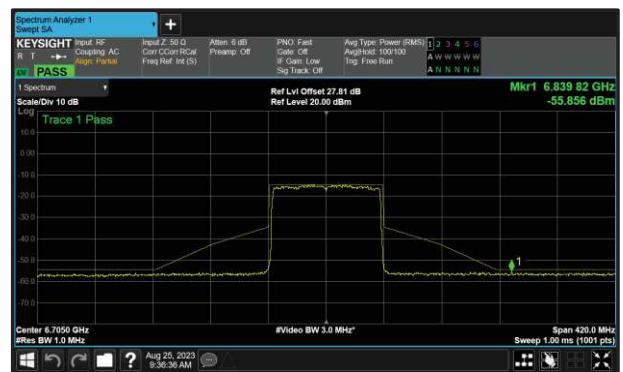 Spectrum Analyzer 1
Swept SA
KEYSIGHT Input: RF Input Z: 50 Ω Atten: 6 dB PNO: Fast Avg Type: Power (RMS) 1 2 3 4 5 6
R T Coupling: AC Corr CCorr RCal Preamp: Off Gate: Off Avg|Hold: 100/100 A W W W W W
Align: Partial Freq Ref: Int (S) IF Gain: Low Trig: Free Run
PASS Sig Track: Off A N N N N N
1 Spectrum Ref Lvl Offset 27.81 dB Mkr1 6.839 82 GHz
Scale/Div 10 dB Ref Level 20.00 dBm -55.856 dBm
Log Trace 1 Pass
10.0
0.00
-10.0
-20.0
-30.0
-40.0
-50.0
1
-60.0
-70.0
Center 6.7050 GHz #Video BW 3.0 MHz* Span 420.0 MHz
#Res BW 1.0 MHz Sweep 1.00 ms (1001 pts)
? Aug 25, 2023
9:36:36 AM